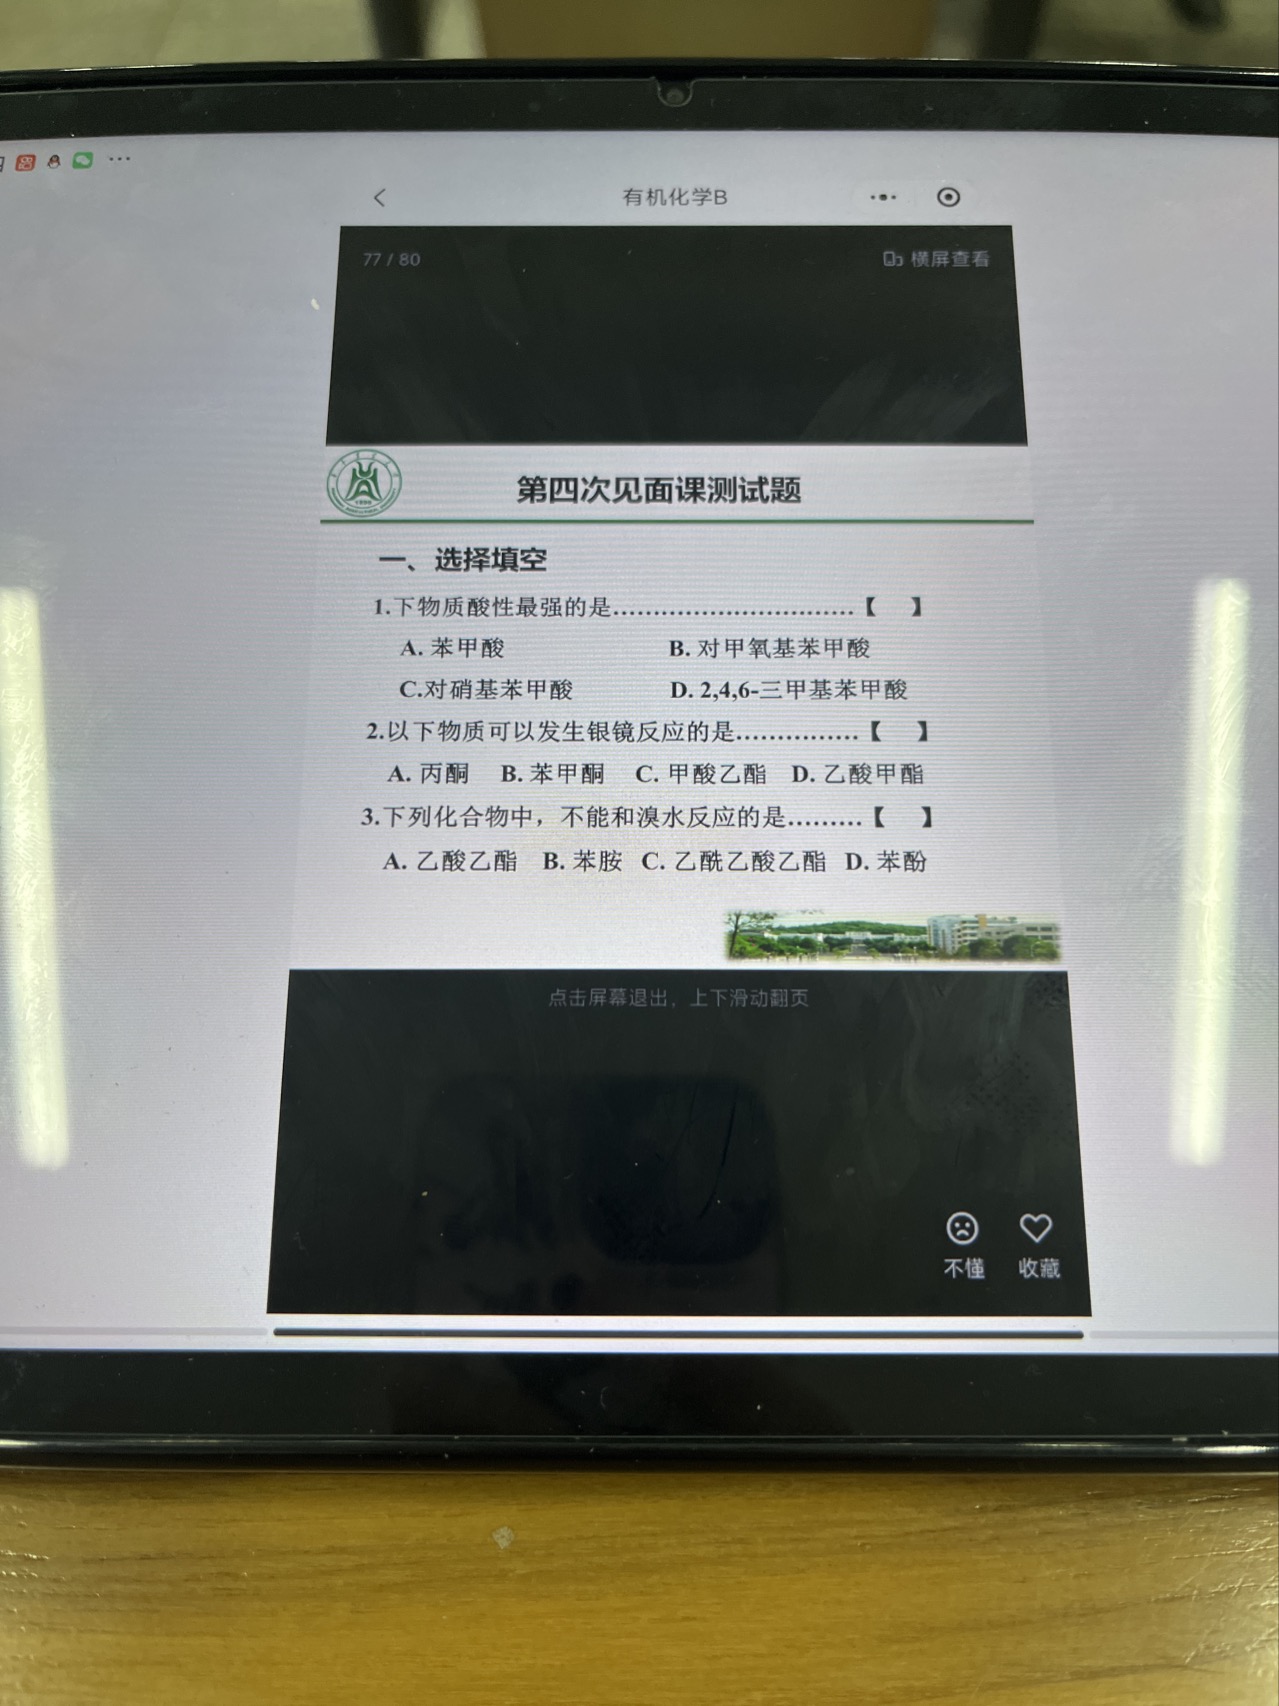 有机化学B
77 / 80
横屏查看
第四次见面课测试题
一、选择填空
1.下物质酸性最强的是..............................【 】
A. 苯甲酸 B. 对甲氧基苯甲酸
C.对硝基苯甲酸 D. 2,4,6-三甲基苯甲酸
2.以下物质可以发生银镜反应的是...............【 】
A. 丙酮 B. 苯甲酮 C. 甲酸乙酯 D. 乙酸甲酯
3.下列化合物中，不能和溴水反应的是.........【 】
A. 乙酸乙酯 B. 苯胺 C. 乙酰乙酸乙酯 D. 苯酚
点击屏幕退出，上下滑动翻页
不懂 收藏